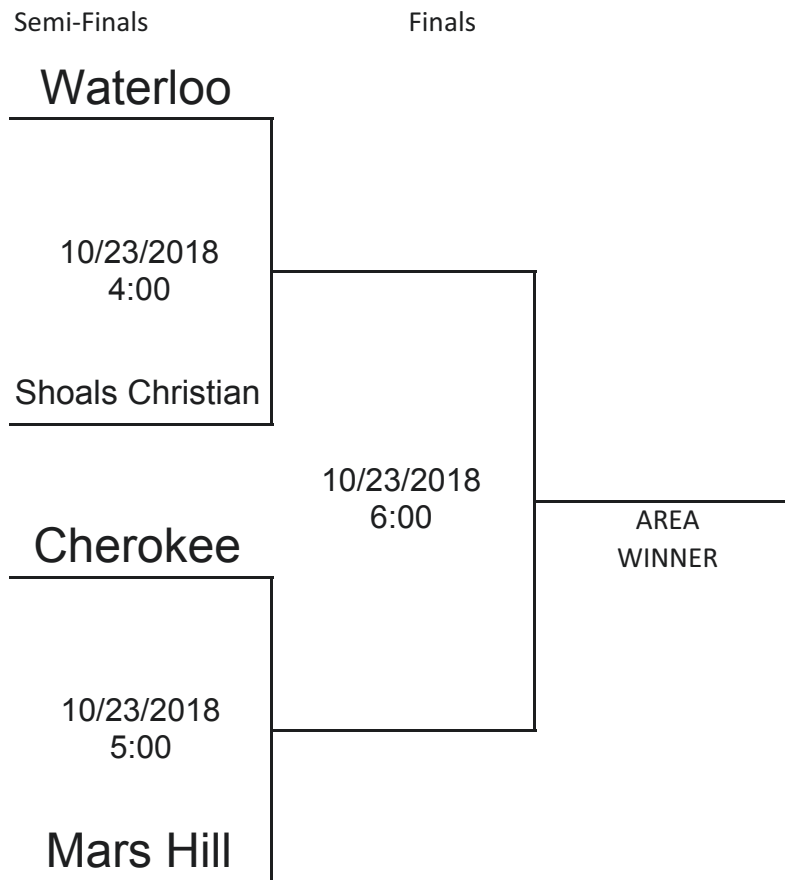 Semi-Finals
Finals
Waterloo
10/23/2018
4:00
Shoals Christian
10/23/2018
6:00
AREA
WINNER
Cherokee
10/23/2018
5:00
Mars Hill